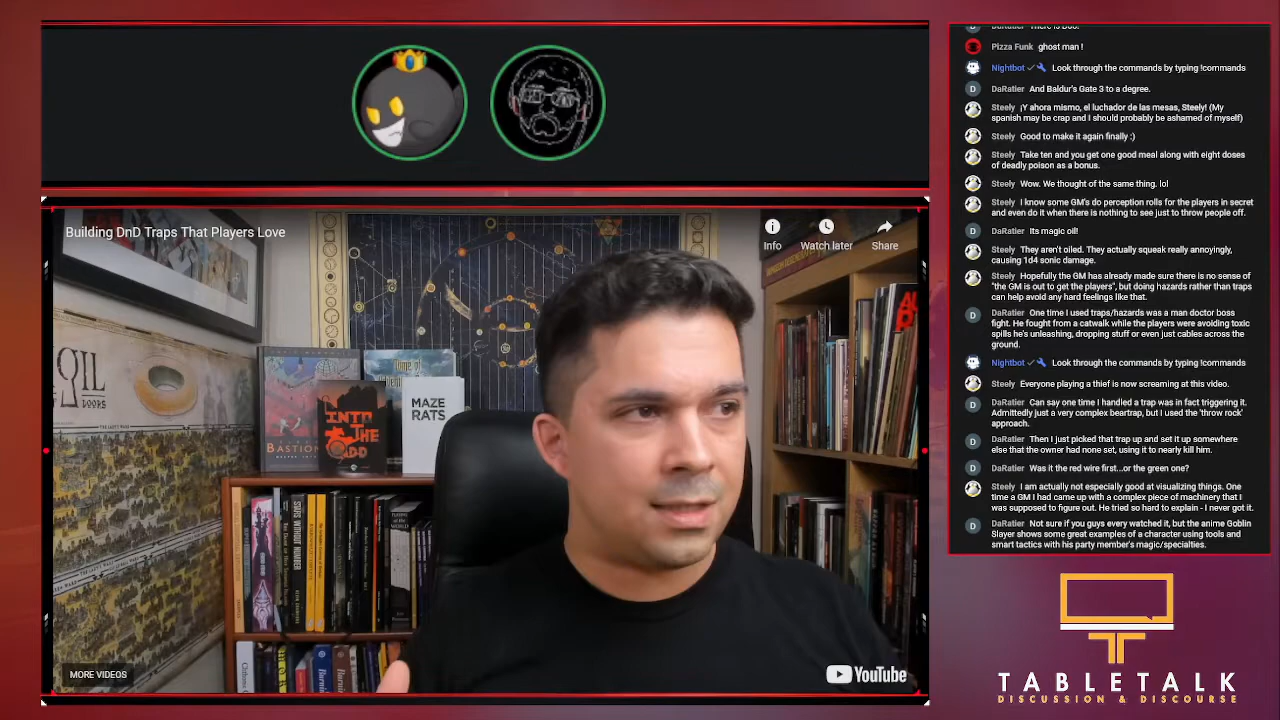 Building DnD Traps That Players Love
Info
Watch later
Share
OIL
DOORS
BASTION
INTO
THE
ODD
MAZE
RATS
STARS WITHOUT NUMBER
MORE VIDEOS
YouTube
Pizza Funk ghost man !
Nightbot Look through the commands by typing !commands
DaRatier And Baldur's Gate 3 to a degree.
Steely ¡Y ahora mismo, el luchador de las mesas, Steely! (My
spanish may be crap and I should probably be ashamed of myself)
Steely Good to make it again finally :)
Steely Take ten and you get one good meal along with eight doses
of deadly poison as a bonus.
Steely Wow. We thought of the same thing. lol
Steely I know some GM's do perception rolls for the players in secret
and even do it when there is nothing to see just to throw people off.
DaRatier Its magic oil!
Steely They aren't oiled. They actually squeak really annoyingly,
causing 1d4 sonic damage.
Steely Hopefully the GM has already made sure there is no sense of
"the GM is out to get the players", but doing hazards rather than traps
can help avoid any hard feelings like that.
DaRatier One time I used traps/hazards was a man doctor boss
fight. He fought from a catwalk while the players were avoiding toxic
spills he's unleashing, dropping stuff or even just cables across the
ground.
Nightbot Look through the commands by typing !commands
Steely Everyone playing a thief is now screaming at this video.
DaRatier Can say one time I handled a trap was in fact triggering it.
Admittedly just a very complex beartrap, but I used the 'throw rock'
approach.
DaRatier Then I just picked that trap up and set it up somewhere
else that the owner had none set, using it to nearly kill him.
DaRatier Was it the red wire first...or the green one?
Steely I am actually not especially good at visualizing things. One
time a GM I had came up with a complex piece of machinery that I
was supposed to figure out. He tried so hard to explain - I never got it.
DaRatier Not sure if you guys every watched it, but the anime Goblin
Slayer shows some great examples of a character using tools and
smart tactics with his party member's magic/specialties.
TABLETALK
DISCUSSION & DISCOURSE